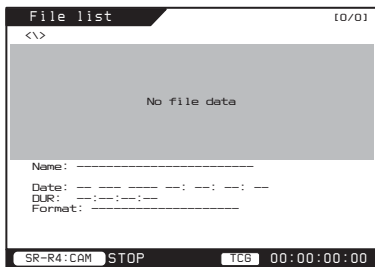 File list [0/0]
<\>
No file data
Name: ------------------------
Date: -- --- ---- --: --: --: --
DUR: --:--:--:--
Format: --------------------
SR-R4:CAM STOP TCG 00:00:00:00